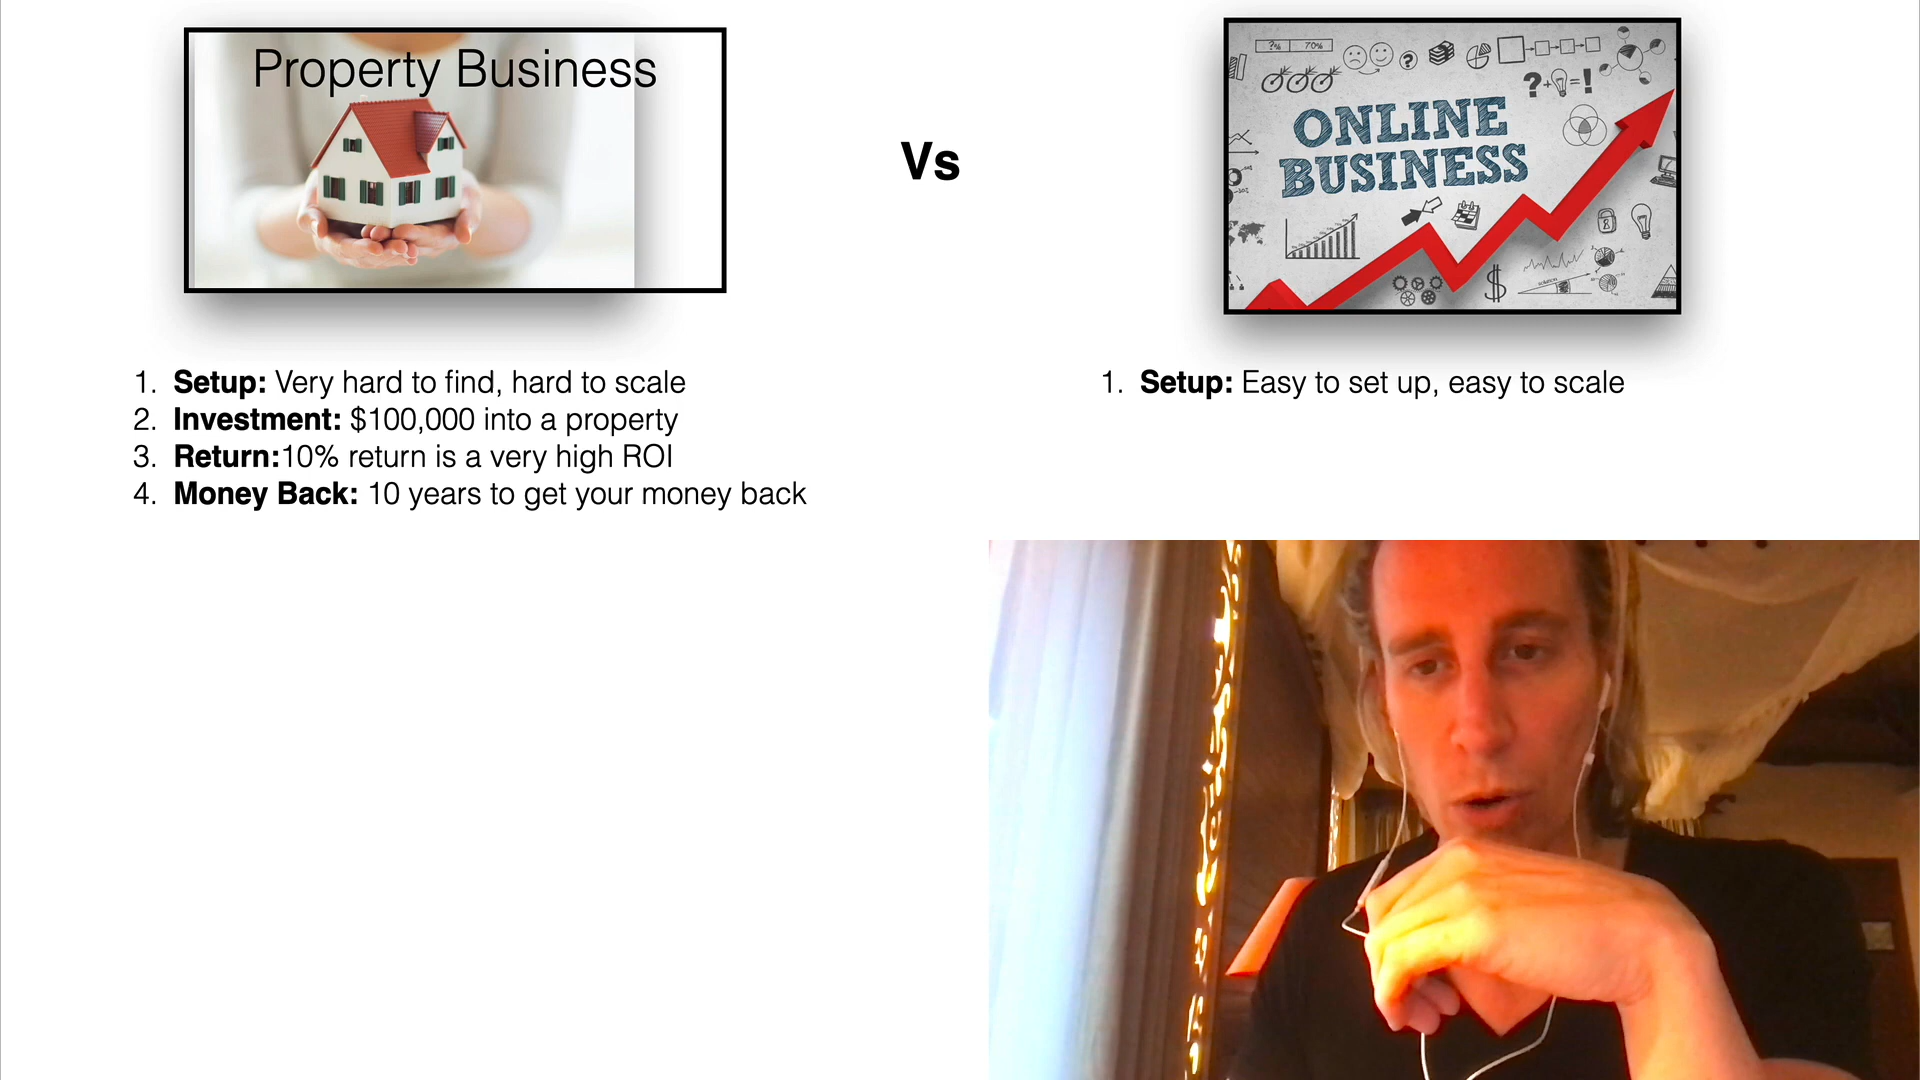 Property Business
Vs
?% 70%
?+ = !
ONLINE
BUSINESS
$
1. Setup: Very hard to find, hard to scale
2. Investment: $100,000 into a property
3. Return:10% return is a very high ROI
4. Money Back: 10 years to get your money back
1. Setup: Easy to set up, easy to scale